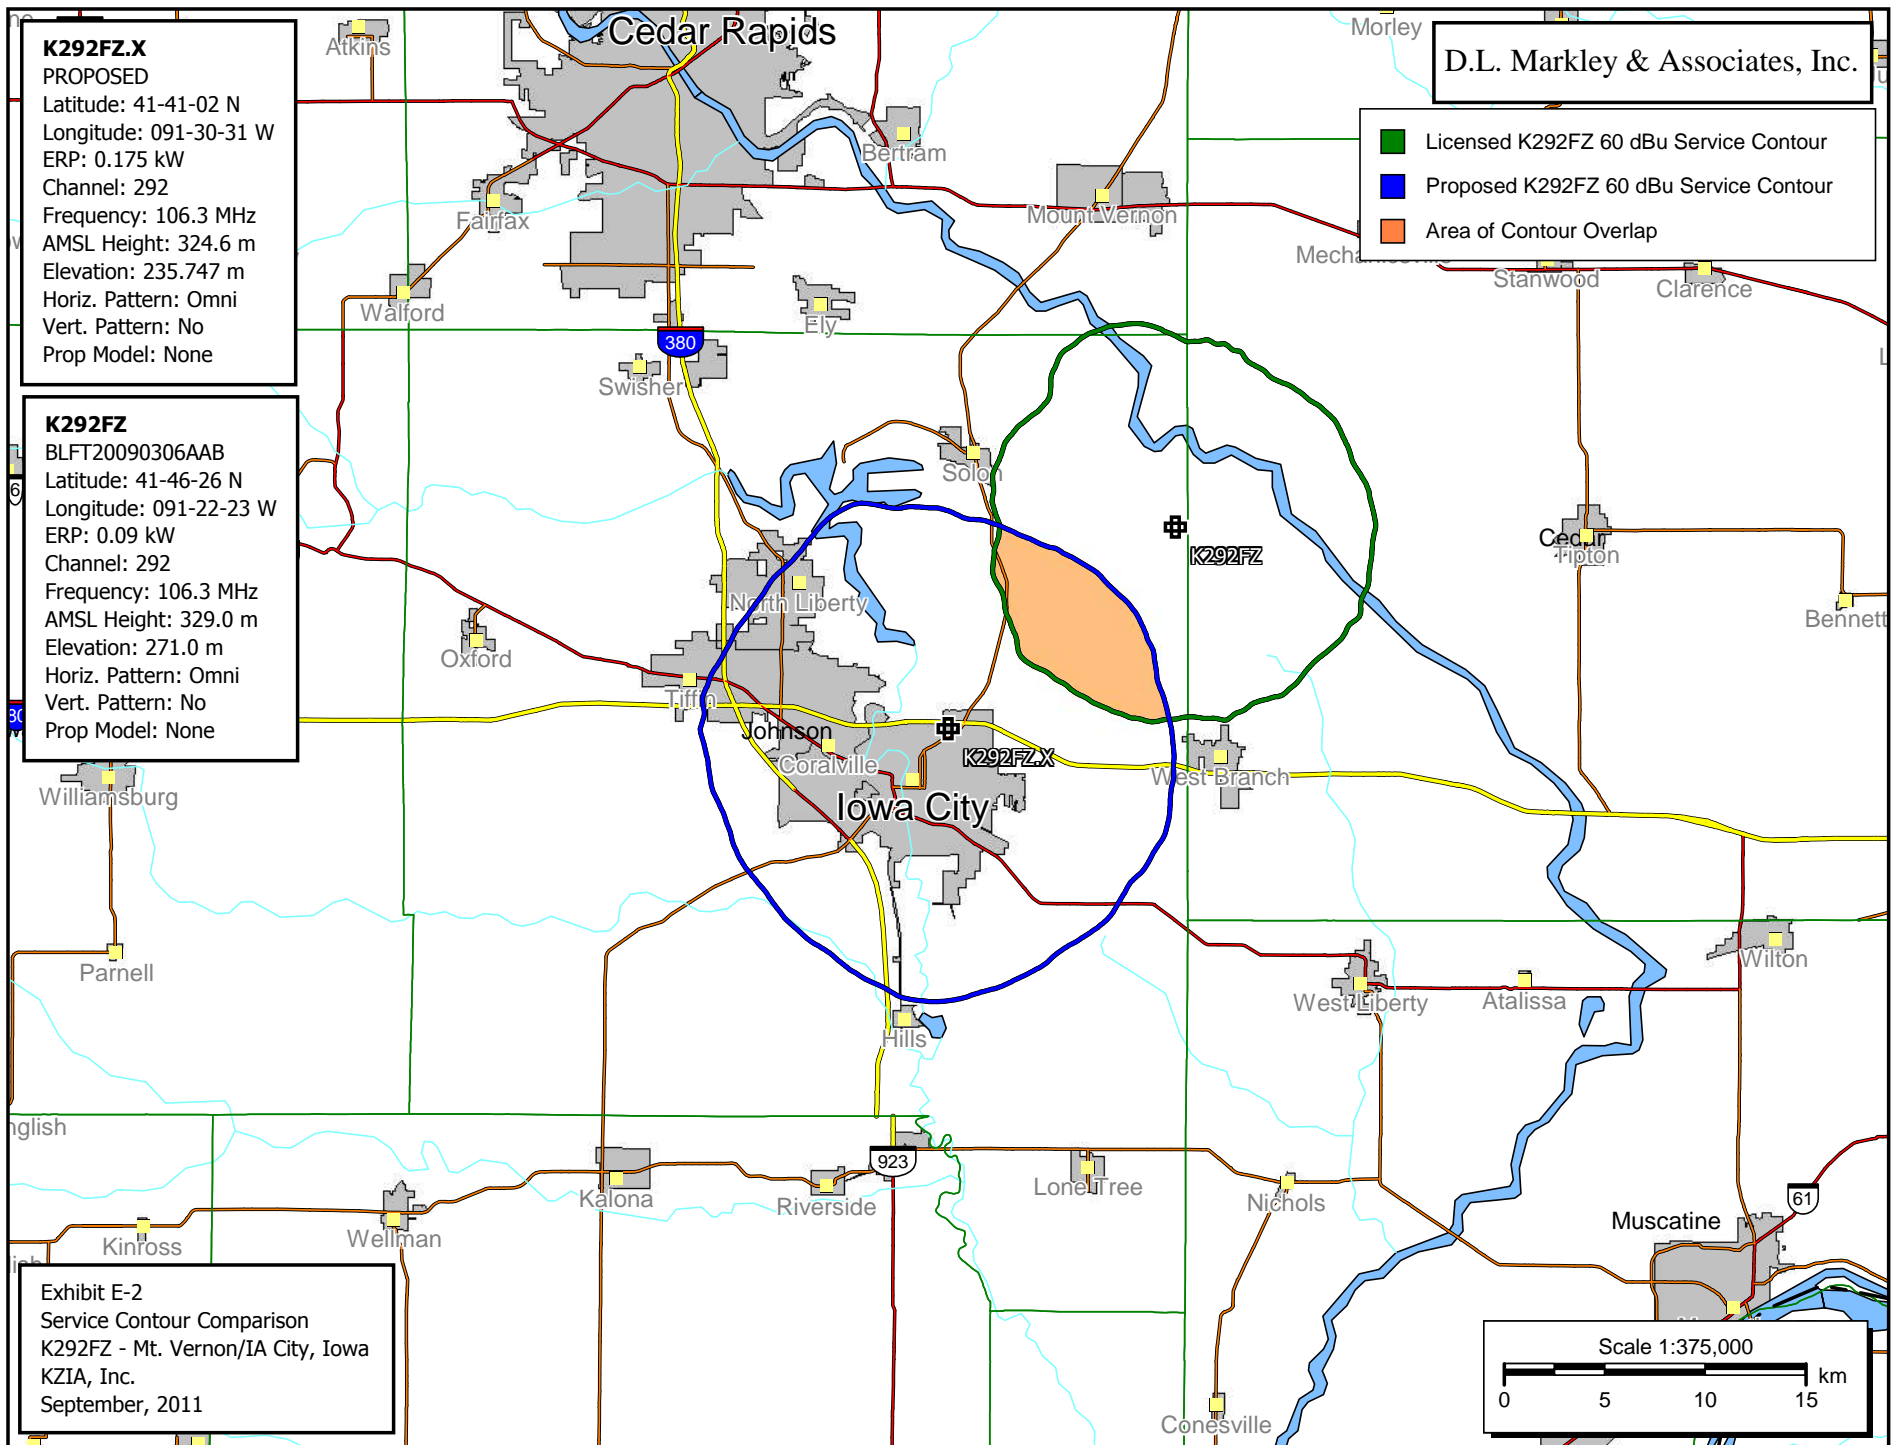 K292FZ.X
PROPOSED
Latitude: 41-41-02 N
Longitude: 091-30-31 W
ERP: 0.175 kW
Channel: 292
Frequency: 106.3 MHz
AMSL Height: 324.6 m
Elevation: 235.747 m
Horiz. Pattern: Omni
Vert. Pattern: No
Prop Model: None
K292FZ
BLFT20090306AAB
Latitude: 41-46-26 N
Longitude: 091-22-23 W
ERP: 0.09 kW
Channel: 292
Frequency: 106.3 MHz
AMSL Height: 329.0 m
Elevation: 271.0 m
Horiz. Pattern: Omni
Vert. Pattern: No
Prop Model: None
D.L. Markley & Associates, Inc.
Licensed K292FZ 60 dBu Service Contour
Proposed K292FZ 60 dBu Service Contour
Area of Contour Overlap
Cedar Rapids
Atkins
Morley
Bertram
Fairfax
Mount Vernon
Stanwood
Clarence
Walford
Ely
380
Swisher
Solon
K292FZ
Cedar
Tipton
North Liberty
Bennett
Oxford
Tiffin
Johnson
Coralville
K292FZ.X
West Branch
Williamsburg
Iowa City
Parnell
Wilton
West Liberty
Atalissa
Hills
923
Kalona
Riverside
Lone Tree
Nichols
61
Muscatine
Wellman
Kinross
Conesville
Exhibit E-2
Service Contour Comparison
K292FZ - Mt. Vernon/IA City, Iowa
KZIA, Inc.
September, 2011
Scale 1:375,000
km
0 5 10 15